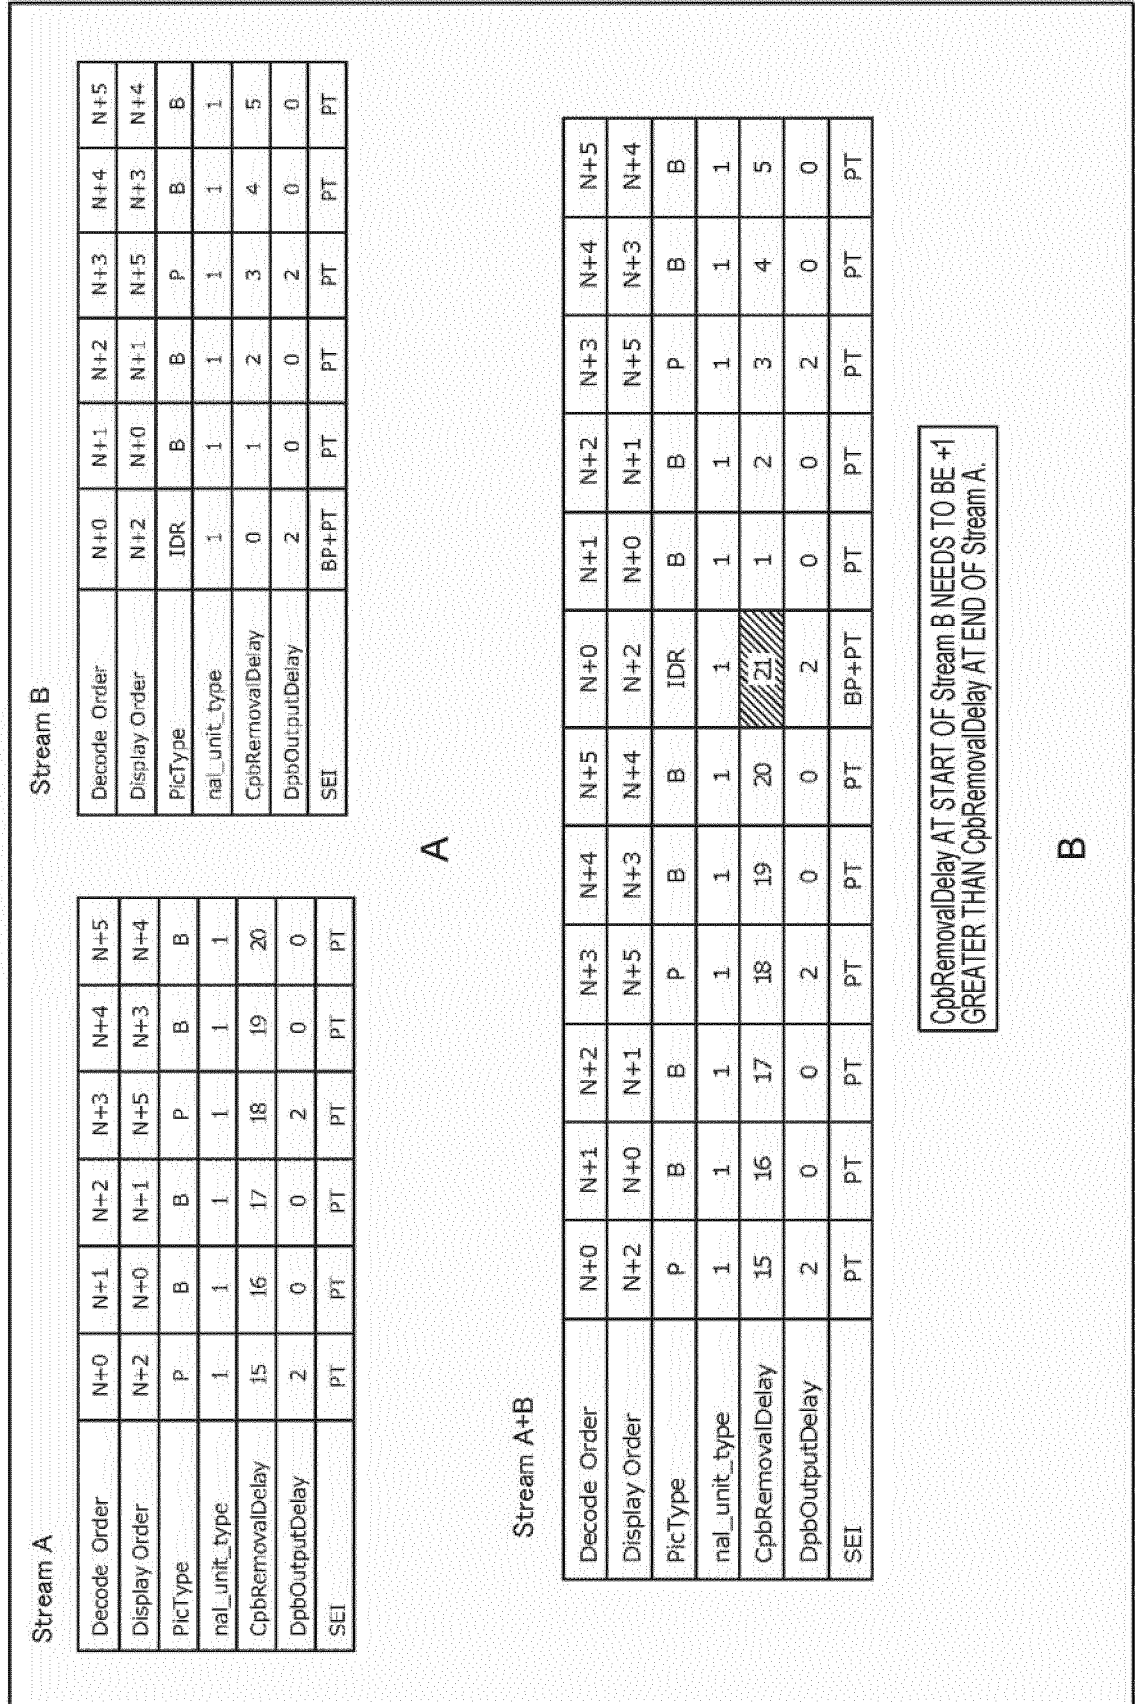 Stream A
Decode Order N+0 N+1 N+2 N+3 N+4 N+5
Display Order N+2 N+0 N+1 N+5 N+3 N+4
PicType P B B P B B
nal_unit_type 1 1 1 1 1 1
CpbRemovalDelay 15 16 17 18 19 20
DpbOutputDelay 2 0 0 2 0 0
SEI PT PT PT PT PT PT
Stream B
Decode Order N+0 N+1 N+2 N+3 N+4 N+5
Display Order N+2 N+0 N+1 N+5 N+3 N+4
PicType IDR B B P B B
nal_unit_type 1 1 1 1 1 1
CpbRemovalDelay 0 1 2 3 4 5
DpbOutputDelay 2 0 0 2 0 0
SEI BP+PT PT PT PT PT PT
A
Stream A+B
Decode Order N+0 N+1 N+2 N+3 N+4 N+5 N+0 N+1 N+2 N+3 N+4 N+5
Display Order N+2 N+0 N+1 N+5 N+3 N+4 N+2 N+0 N+1 N+5 N+3 N+4
PicType P B B P B B IDR B B P B B
nal_unit_type 1 1 1 1 1 1 1 1 1 1 1 1
CpbRemovalDelay 15 16 17 18 19 20 21 1 2 3 4 5
DpbOutputDelay 2 0 0 2 0 0 2 0 0 2 0 0
SEI PT PT PT PT PT PT BP+PT PT PT PT PT PT
CpbRemovalDelay AT START OF Stream B NEEDS TO BE +1
GREATER THAN CpbRemovalDelay AT END OF Stream A.
B